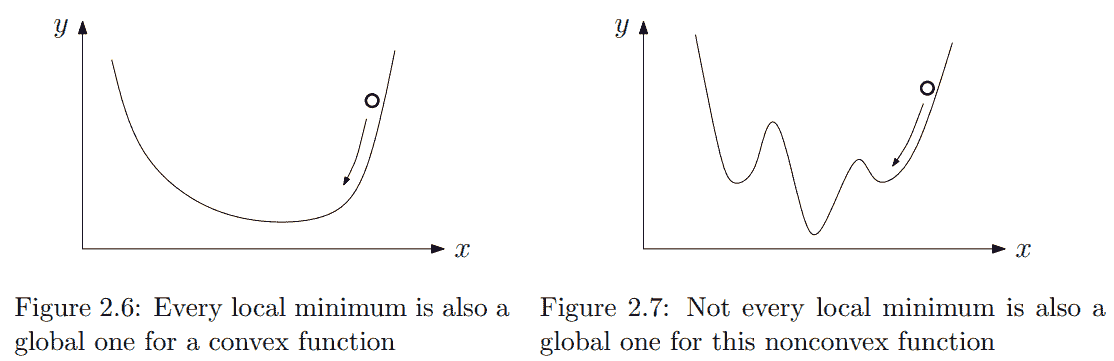 y
x
Figure 2.6: Every local minimum is also a
global one for a convex function
y
x
Figure 2.7: Not every local minimum is also a
global one for this nonconvex function